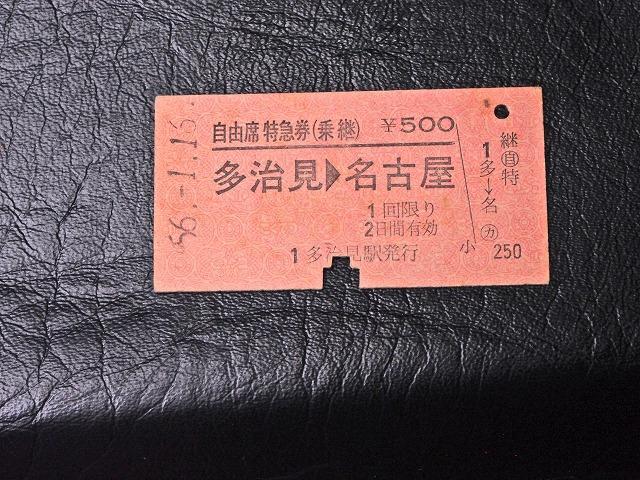 56.-1.16.
自由席特急券(乗継) ¥500
多治見▶名古屋
1回限り
2日間有効
1 多治見駅発行
継㊐特
1多→名
小 ㋕ 250